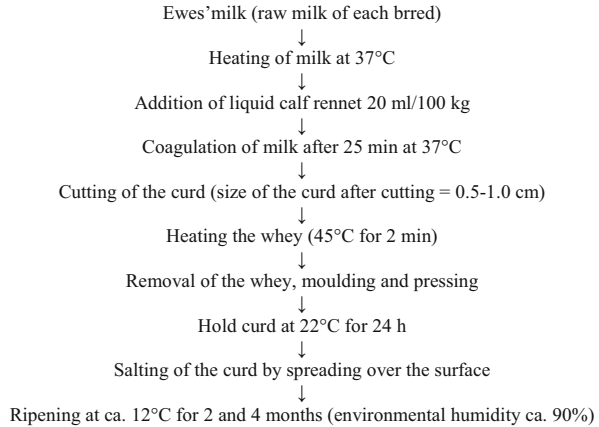 Ewes’milk (raw milk of each brred)
↓
Heating of milk at 37°C
↓
Addition of liquid calf rennet 20 ml/100 kg
↓
Coagulation of milk after 25 min at 37°C
↓
Cutting of the curd (size of the curd after cutting = 0.5-1.0 cm)
↓
Heating the whey (45°C for 2 min)
↓
Removal of the whey, moulding and pressing
↓
Hold curd at 22°C for 24 h
↓
Salting of the curd by spreading over the surface
↓
Ripening at ca. 12°C for 2 and 4 months (environmental humidity ca. 90%)